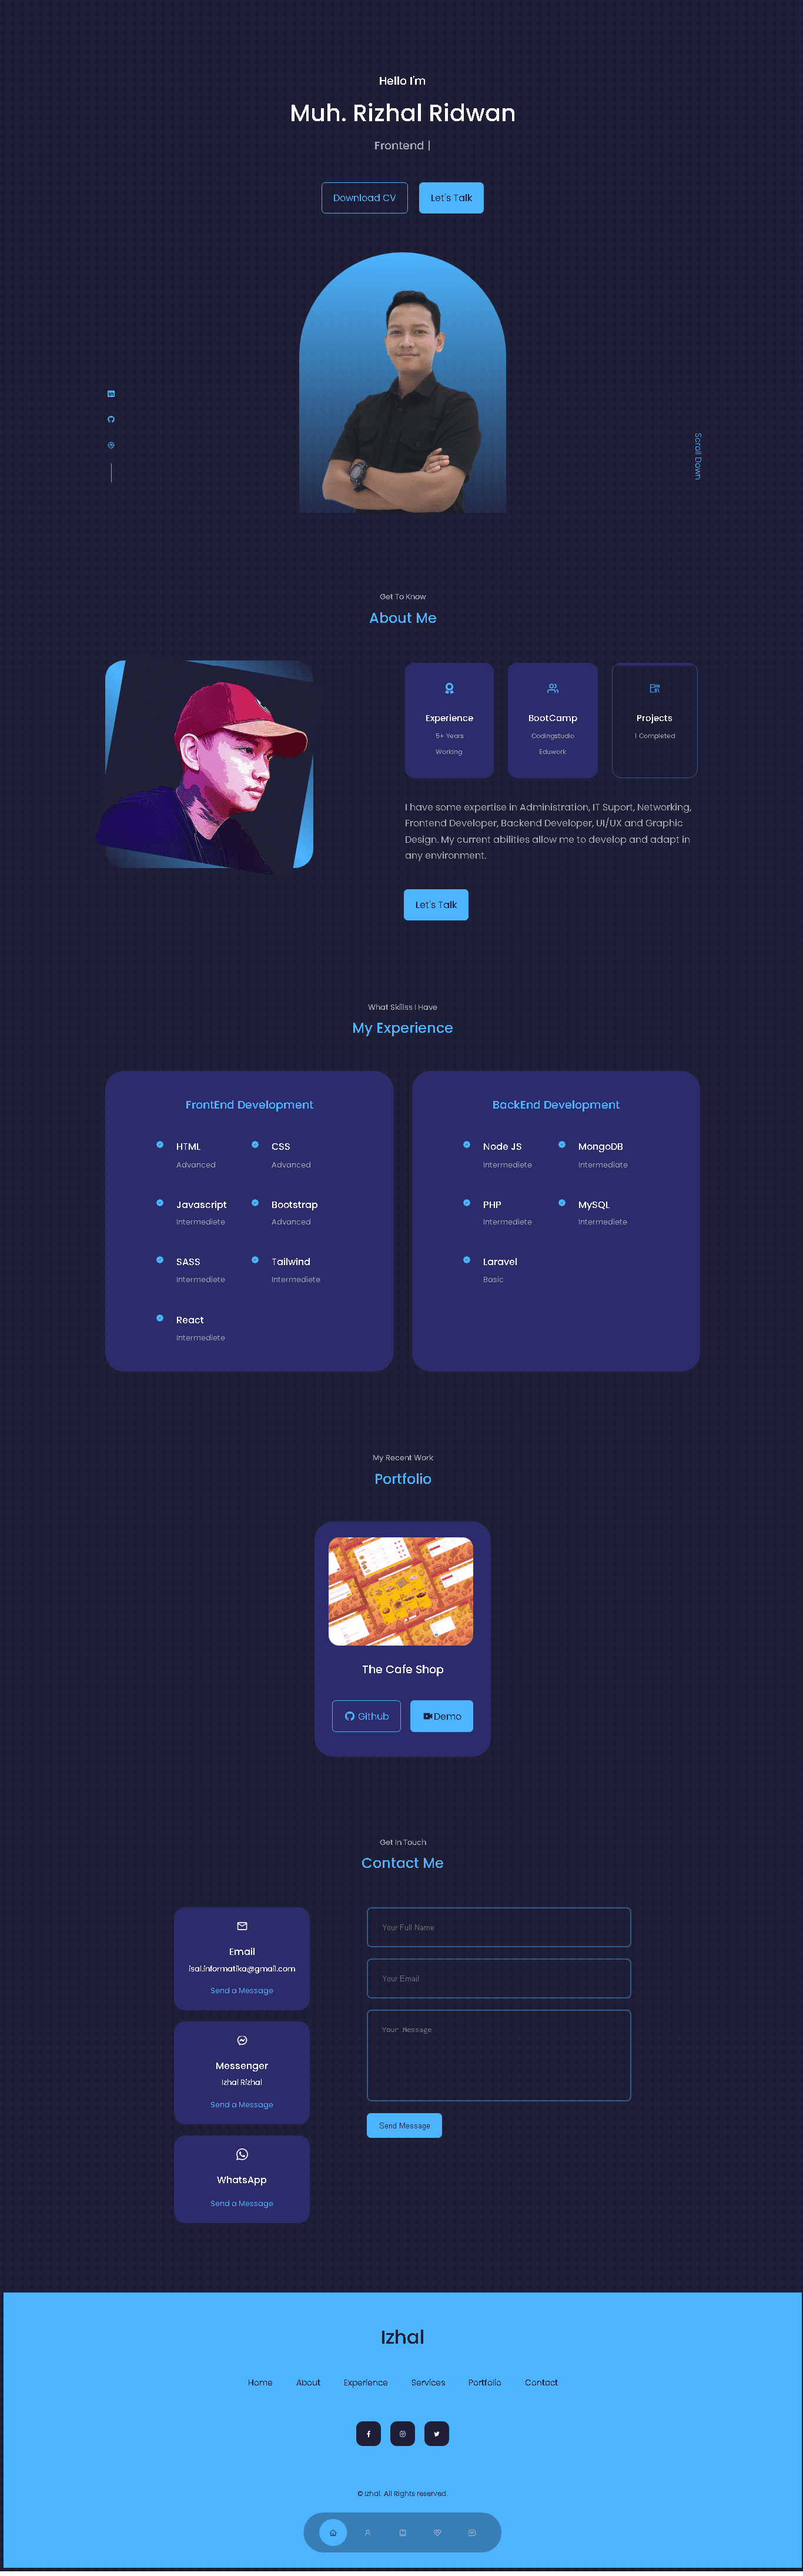 Hello I'm
Muh. Rizhal Ridwan
Frontend |
Download CV
Let's Talk
Scroll Down
Get To Know
About Me
Experience
5+ Years
Working
BootCamp
Codingstudio
Eduwork
Projects
1 Completed
I have some expertise in Administration, IT Suport, Networking,
Frontend Developer, Backend Developer, UI/UX and Graphic
Design. My current abilities allow me to develop and adapt in
any environment.
Let's Talk
What Skillss I Have
My Experience
FrontEnd Development
HTML
Advanced
CSS
Advanced
Javascript
Intermediete
Bootstrap
Advanced
SASS
Intermediete
Tailwind
Intermediete
React
Intermediete
BackEnd Development
Node JS
Intermediete
MongoDB
Intermediate
PHP
Intermediete
MySQL
Intermediete
Laravel
Basic
My Recent Work
Portfolio
The Cafe Shop
Github
Demo
Get In Touch
Contact Me
Email
isal.informatika@gmail.com
Send a Message
Messenger
Izhal Rizhal
Send a Message
WhatsApp
Send a Message
Your Full Name
Your Email
Your Message
Send Message
Izhal
Home About Experience Services Portfolio Contact
© Izhal. All Rights reserved.